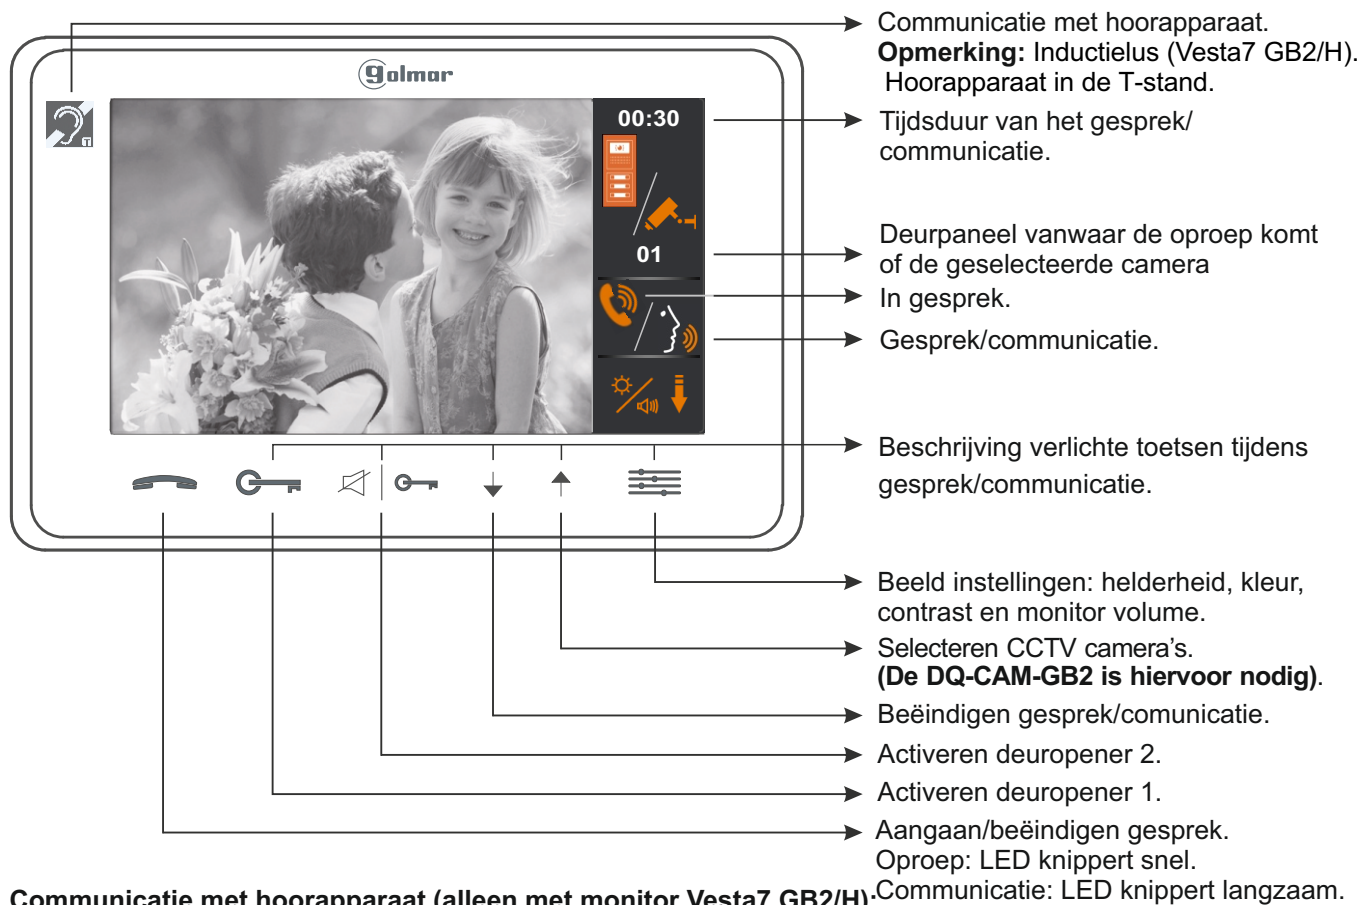 Communicatie met hoorapparaat.
Opmerking: Inductielus (Vesta7 GB2/H).
Hoorapparaat in de T-stand.
golmar
T
00:30
Tijdsduur van het gesprek/
communicatie.
01
Deurpaneel vanwaar de oproep komt
of de geselecteerde camera
In gesprek.
Gesprek/communicatie.
Beschrijving verlichte toetsen tijdens
gesprek/communicatie.
Beeld instellingen: helderheid, kleur,
contrast en monitor volume.
Selecteren CCTV camera's.
(De DQ-CAM-GB2 is hiervoor nodig).
Beëindigen gesprek/comunicatie.
Activeren deuropener 2.
Activeren deuropener 1.
Aangaan/beëindigen gesprek.
Oproep: LED knippert snel.
Communicatie: LED knippert langzaam.
Communicatie met hoorapparaat (alleen met monitor Vesta7 GB2/H):